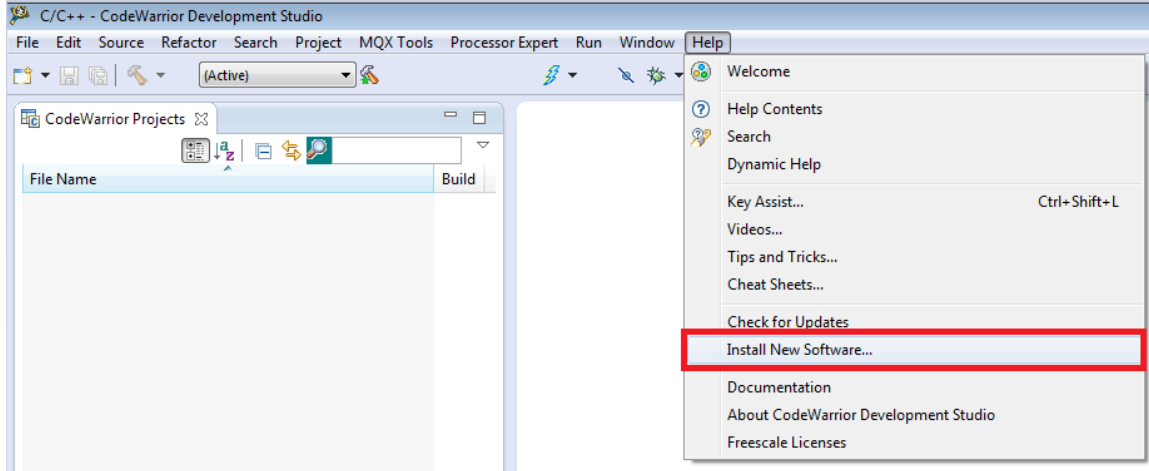 C/C++ - CodeWarrior Development Studio
File Edit Source Refactor Search Project MQX Tools Processor Expert Run Window Help
(Active)
CodeWarrior Projects
File Name Build
Welcome
Help Contents
Search
Dynamic Help
Key Assist... Ctrl+Shift+L
Videos...
Tips and Tricks...
Cheat Sheets...
Check for Updates
Install New Software...
Documentation
About CodeWarrior Development Studio
Freescale Licenses